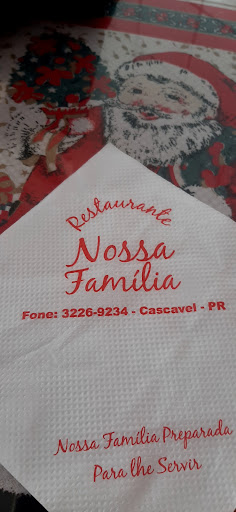 Restaurante
Nossa
Família
Fone: 3226-9234 - Cascavel - PR
Nossa Família Preparada
Para lhe Servir